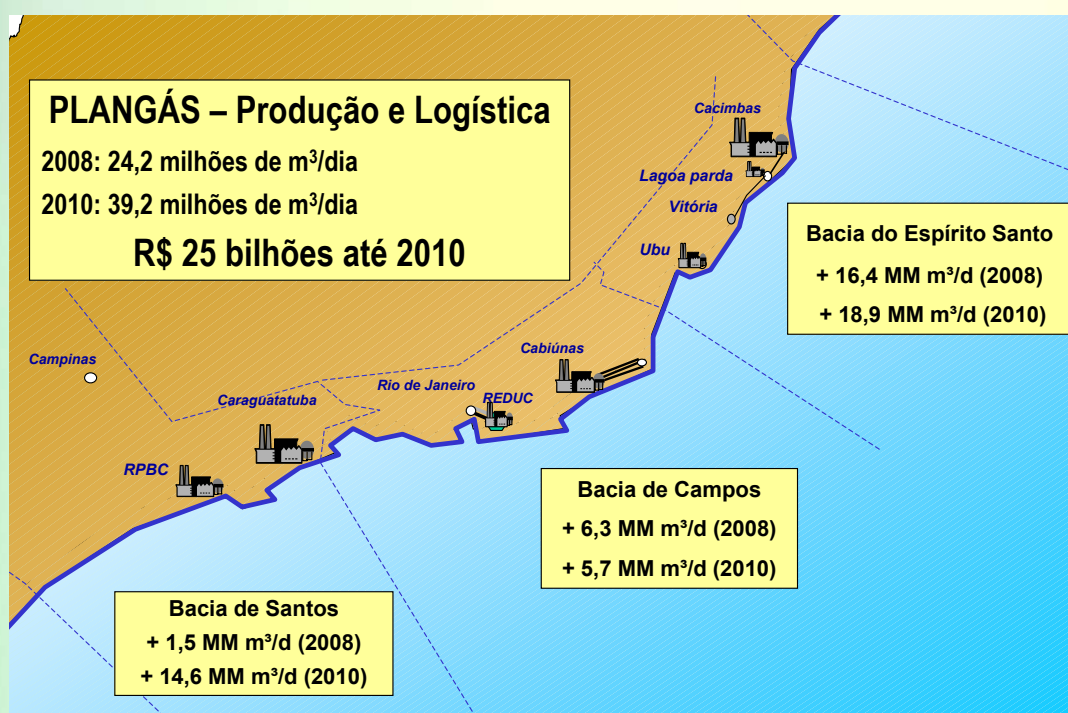 PLANGÁS – Produção e Logística
2008: 24,2 milhões de m³/dia
2010: 39,2 milhões de m³/dia
R$ 25 bilhões até 2010
Cacimbas
Lagoa parda
Vitória
Ubu
Bacia do Espírito Santo
+ 16,4 MM m³/d (2008)
+ 18,9 MM m³/d (2010)
Campinas
Cabiúnas
Rio de Janeiro
REDUC
Caraguatatuba
RPBC
Bacia de Campos
+ 6,3 MM m³/d (2008)
+ 5,7 MM m³/d (2010)
Bacia de Santos
+ 1,5 MM m³/d (2008)
+ 14,6 MM m³/d (2010)